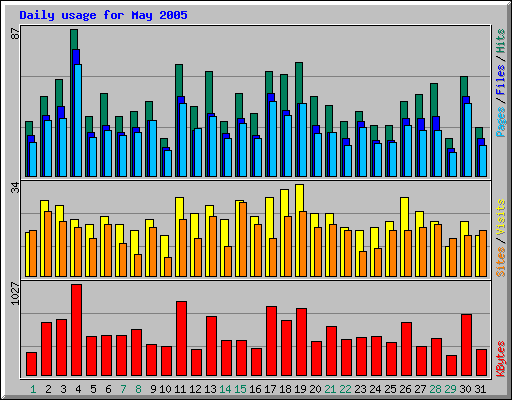 Daily usage for May 2005
87
Pages / Files / Hits
34
Sites / Visits
1027
KBytes
1 2 3 4 5 6 7 8 9 10 11 12 13 14 15 16 17 18 19 20 21 22 23 24 25 26 27 28 29 30 31